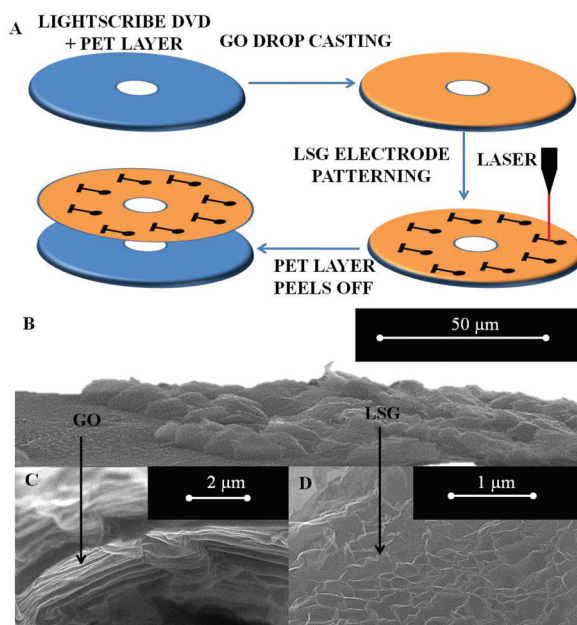 A
LIGHTSCRIBE DVD
+ PET LAYER
GO DROP CASTING
LSG ELECTRODE
PATTERNING
LASER
PET LAYER
PEELS OFF
B
50 µm
GO
LSG
C
2 µm
D
1 µm